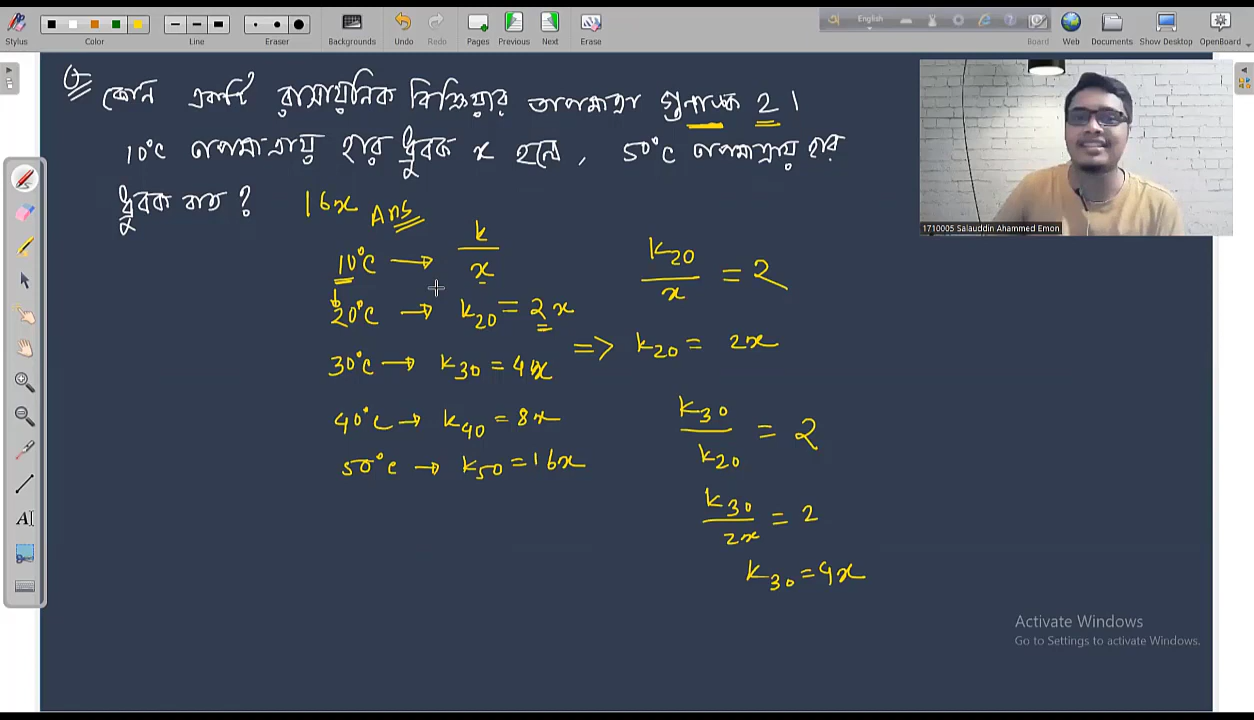 Stylus
Color
Line
Eraser
Backgrounds
Undo
Redo
Pages
Previous
Next
Erase
English
Board
Web
Documents
Show Desktop
OpenBoard
Q কোন একটি রাসায়নিক বিক্রিয়ার তাপমাত্রা গুনাঙ্ক 2।
10°C তাপমাত্রায় হার ধ্রুবক x হলে, 50°C তাপমাত্রায় হার
ধ্রুবক কত? 16x Ans
10°C → k/x
20°C → k20 = 2x
30°C → k30 = 4x
40°C → k40 = 8x
50°C → k50 = 16x
k20/x = 2
=> k20 = 2x
k30/k20 = 2
k30/2x = 2
k30 = 4x
1710005 Salauddin Ahammed Emon
Activate Windows
Go to Settings to activate Windows.